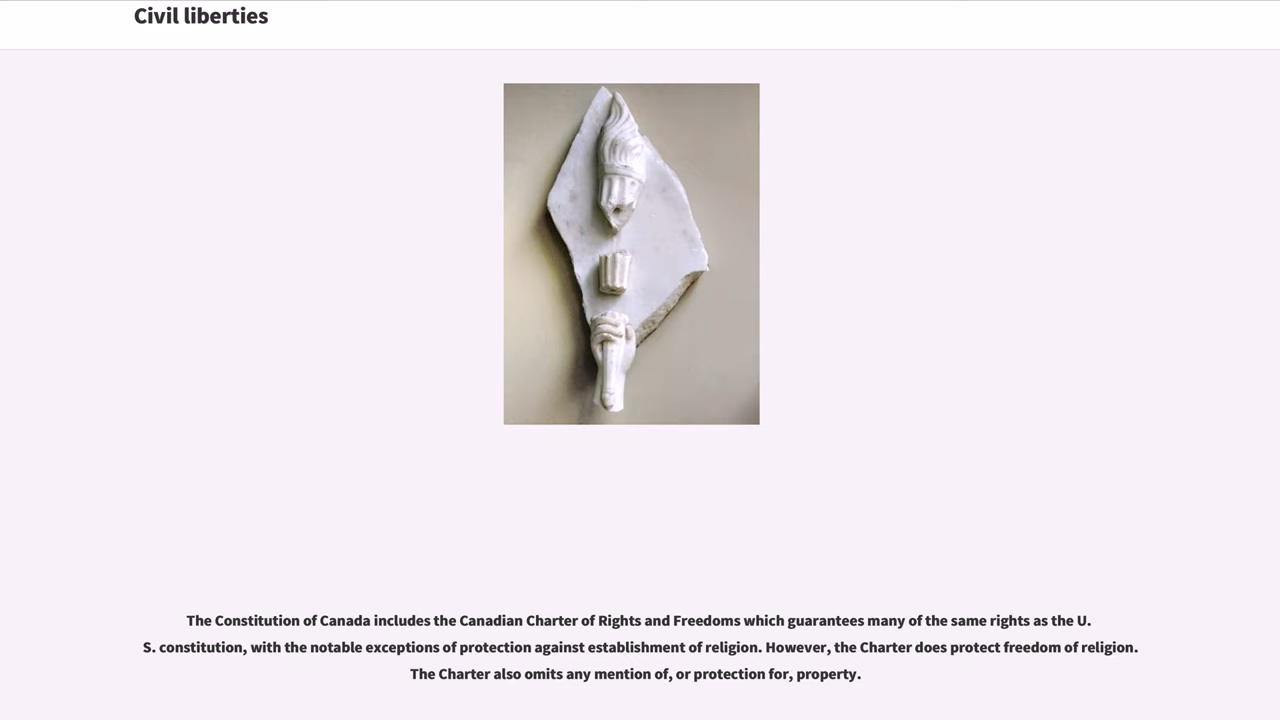 Civil liberties
The Constitution of Canada includes the Canadian Charter of Rights and Freedoms which guarantees many of the same rights as the U.
S. constitution, with the notable exceptions of protection against establishment of religion. However, the Charter does protect freedom of religion.
The Charter also omits any mention of, or protection for, property.